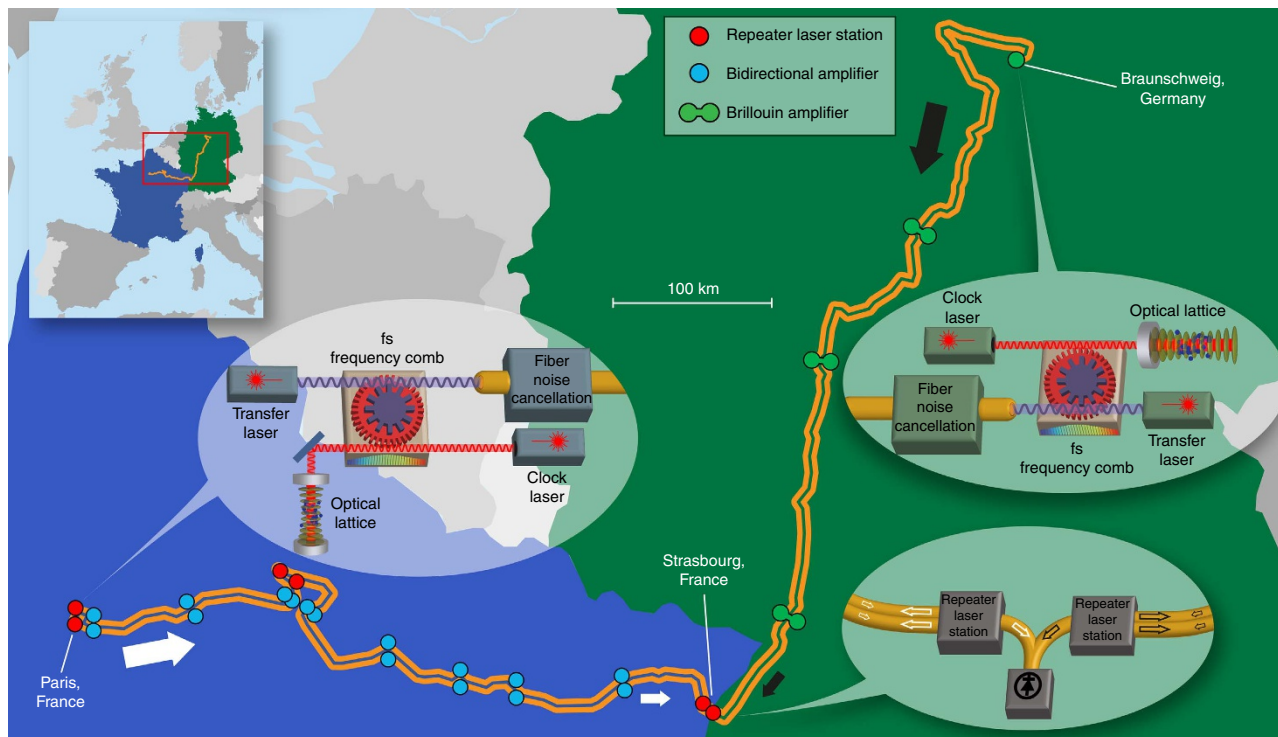 Repeater laser station
Bidirectional amplifier
Brillouin amplifier
Braunschweig,
Germany
100 km
Clock
laser
Optical lattice
Fiber
noise
cancellation
fs
frequency comb
Transfer
laser
fs
frequency comb
Fiber
noise
cancellation
Transfer
laser
Clock
laser
Optical
lattice
Strasbourg,
France
Repeater
laser
station
Repeater
laser
station
Paris,
France